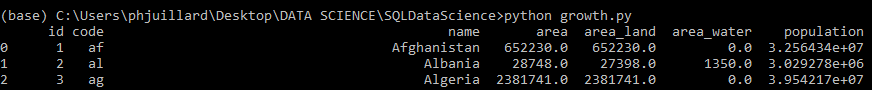 (base) C:\Users\phjuillard\Desktop\DATA SCIENCE\SQLDataScience>python growth.py
id code name area area_land area_water population
0 1 af Afghanistan 652230.0 652230.0 0.0 3.256434e+07
1 2 al Albania 28748.0 27398.0 1350.0 3.029278e+06
2 3 ag Algeria 2381741.0 2381741.0 0.0 3.954217e+07